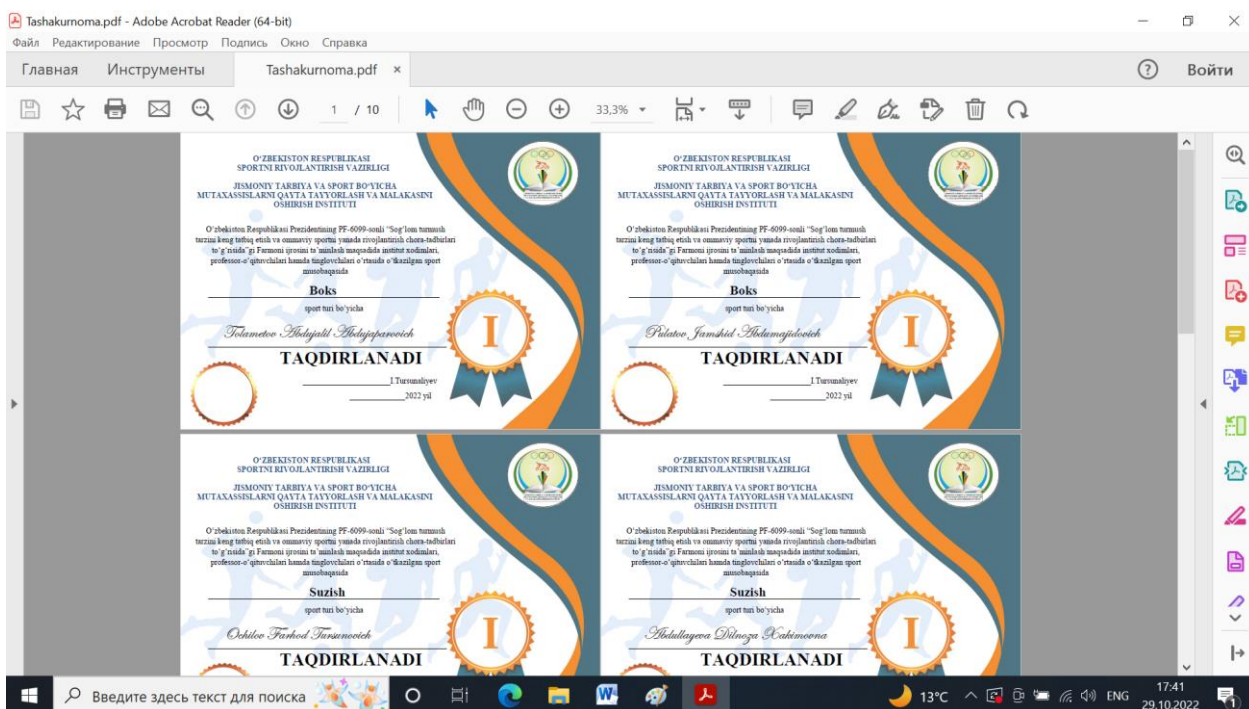 Tashakurnoma.pdf - Adobe Acrobat Reader (64-bit)
Файл Редактирование Просмотр Подпись Окно Справка
Главная Инструменты Tashakurnoma.pdf × ? Войти
1 / 10 33,3%
O‘ZBEKISTON RESPUBLIKASI
SPORTNI RIVOJLANTIRISH VAZIRLIGI
JISMONIY TARBIYA VA SPORT BO‘YICHA
MUTAXASSISLARNI QAYTA TAYYORLASH VA MALAKASINI
OSHIRISH INSTITUTI
O‘zbekiston Respublikasi Prezidentining PF-6099-sonli “Sog‘lom turmush
tarzini keng tatbiq etish va ommaviy sportni yanada rivojlantirish chora-tadbirlari
to‘g‘risida”gi Farmoni ijrosini ta’minlash maqsadida institut xodimlari,
professor-o‘qituvchilari hamda tinglovchilari o‘rtasida o‘tkazilgan sport
musobaqasida
Boks
sport turi bo‘yicha
Tolametov Abdujalil Abdujaparovich
TAQDIRLANADI
I.Tursunaliyev
2022 yil
I
O‘ZBEKISTON RESPUBLIKASI
SPORTNI RIVOJLANTIRISH VAZIRLIGI
JISMONIY TARBIYA VA SPORT BO‘YICHA
MUTAXASSISLARNI QAYTA TAYYORLASH VA MALAKASINI
OSHIRISH INSTITUTI
O‘zbekiston Respublikasi Prezidentining PF-6099-sonli “Sog‘lom turmush
tarzini keng tatbiq etish va ommaviy sportni yanada rivojlantirish chora-tadbirlari
to‘g‘risida”gi Farmoni ijrosini ta’minlash maqsadida institut xodimlari,
professor-o‘qituvchilari hamda tinglovchilari o‘rtasida o‘tkazilgan sport
musobaqasida
Boks
sport turi bo‘yicha
Pulatov Jamshid Abdumajidovich
TAQDIRLANADI
I.Tursunaliyev
2022 yil
I
O‘ZBEKISTON RESPUBLIKASI
SPORTNI RIVOJLANTIRISH VAZIRLIGI
JISMONIY TARBIYA VA SPORT BO‘YICHA
MUTAXASSISLARNI QAYTA TAYYORLASH VA MALAKASINI
OSHIRISH INSTITUTI
O‘zbekiston Respublikasi Prezidentining PF-6099-sonli “Sog‘lom turmush
tarzini keng tatbiq etish va ommaviy sportni yanada rivojlantirish chora-tadbirlari
to‘g‘risida”gi Farmoni ijrosini ta’minlash maqsadida institut xodimlari,
professor-o‘qituvchilari hamda tinglovchilari o‘rtasida o‘tkazilgan sport
musobaqasida
Suzish
sport turi bo‘yicha
Ochilov Farhod Tursunovich
TAQDIRLANADI
I
O‘ZBEKISTON RESPUBLIKASI
SPORTNI RIVOJLANTIRISH VAZIRLIGI
JISMONIY TARBIYA VA SPORT BO‘YICHA
MUTAXASSISLARNI QAYTA TAYYORLASH VA MALAKASINI
OSHIRISH INSTITUTI
O‘zbekiston Respublikasi Prezidentining PF-6099-sonli “Sog‘lom turmush
tarzini keng tatbiq etish va ommaviy sportni yanada rivojlantirish chora-tadbirlari
to‘g‘risida”gi Farmoni ijrosini ta’minlash maqsadida institut xodimlari,
professor-o‘qituvchilari hamda tinglovchilari o‘rtasida o‘tkazilgan sport
musobaqasida
Suzish
sport turi bo‘yicha
Abdullayeva Dilnoza Xakimovna
TAQDIRLANADI
I
Введите здесь текст для поиска 13°C ENG 17:41
29.10.2022